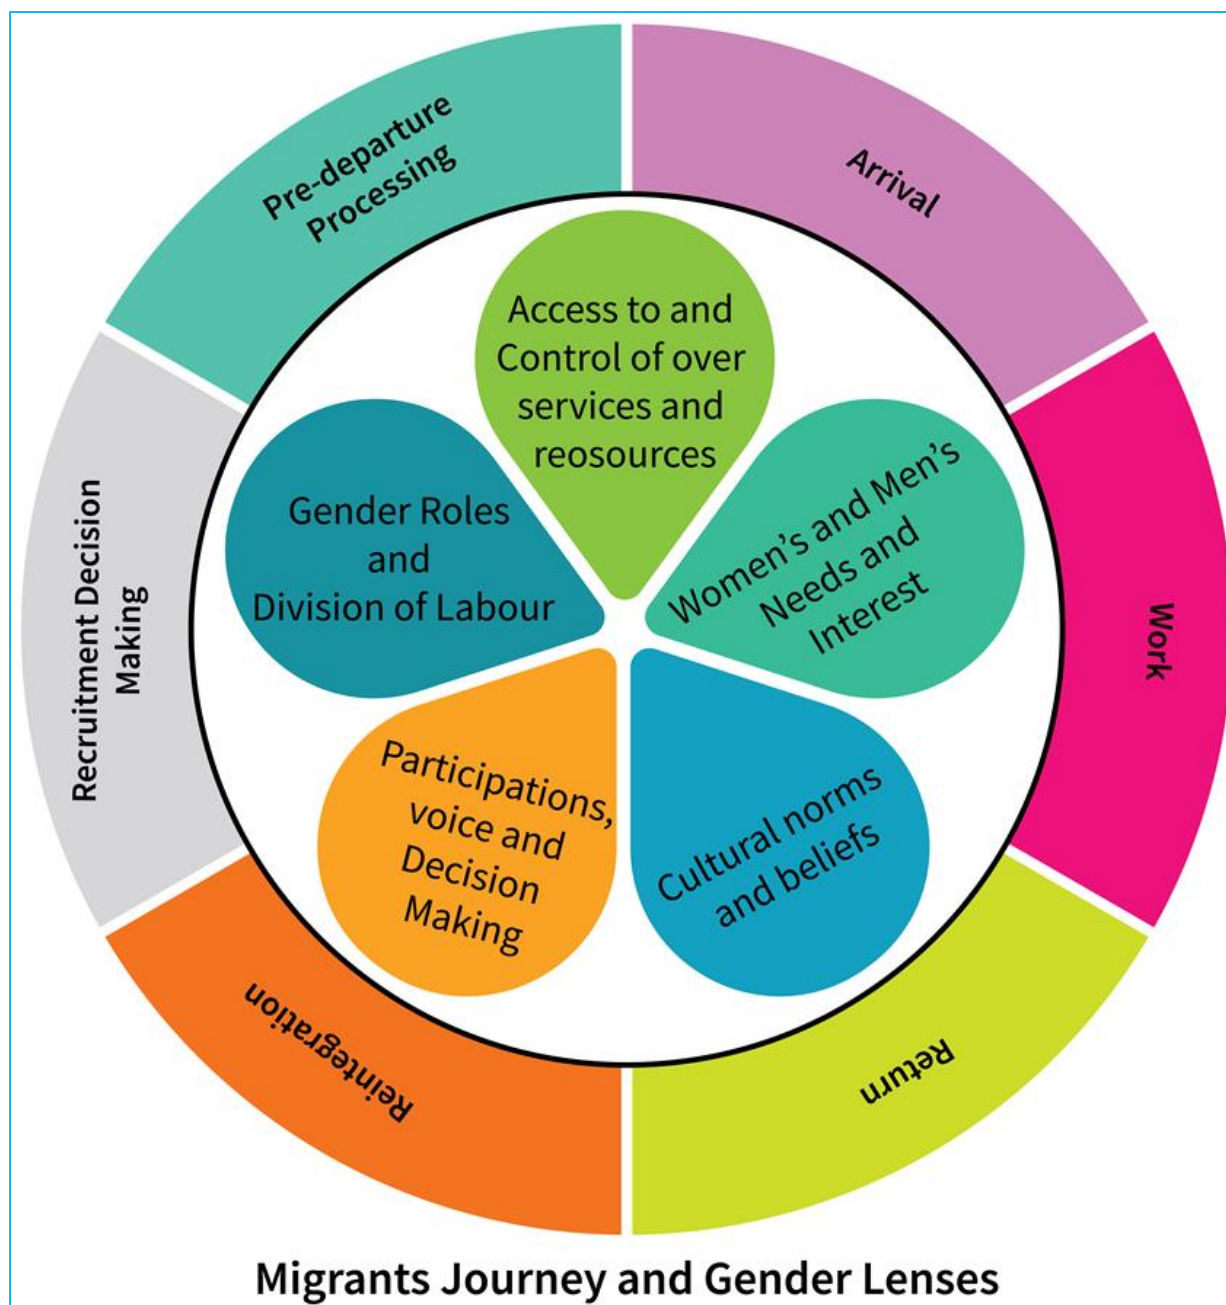 Pre-departure
Processing
Arrival
Work
Return
Reintegration
Recruitment Decision
Making
Access to and
Control of over
services and
reosources
Women's and Men's
Needs and
Interest
Cultural norms
and beliefs
Participations,
voice and
Decision
Making
Gender Roles
and
Division of Labour
Migrants Journey and Gender Lenses